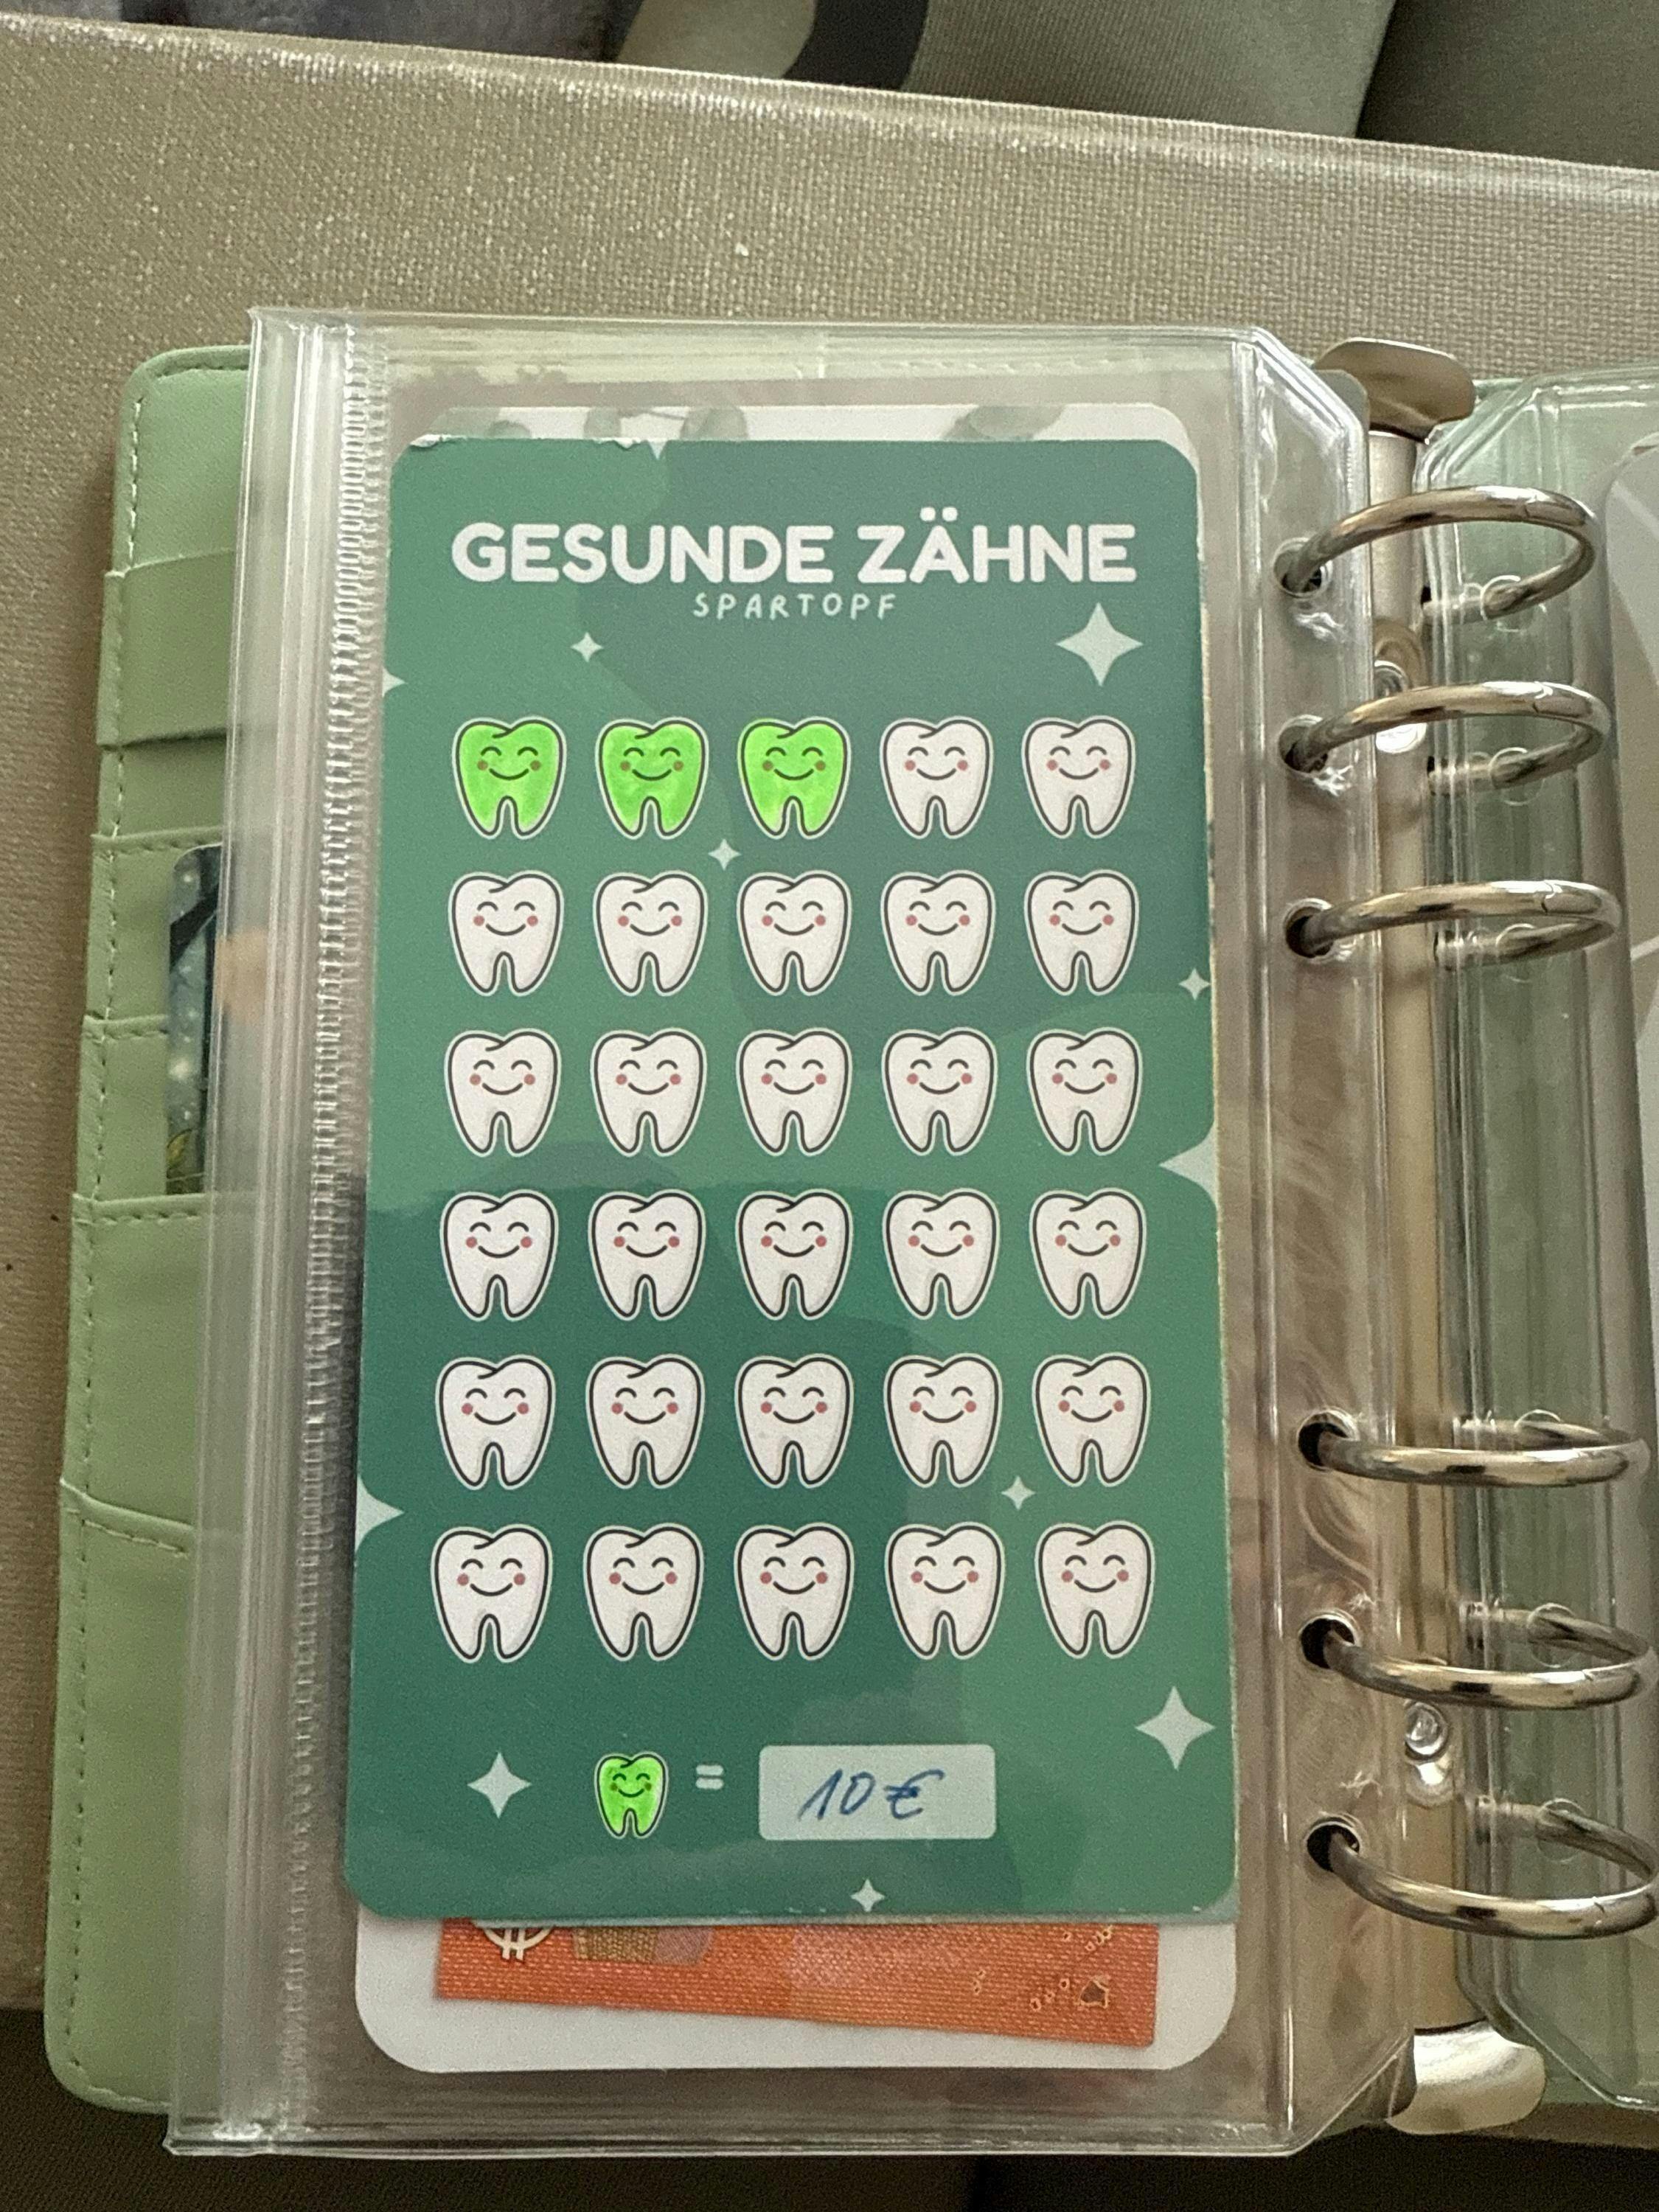 GESUNDE ZÄHNE
SPARTOPF
= 10 €